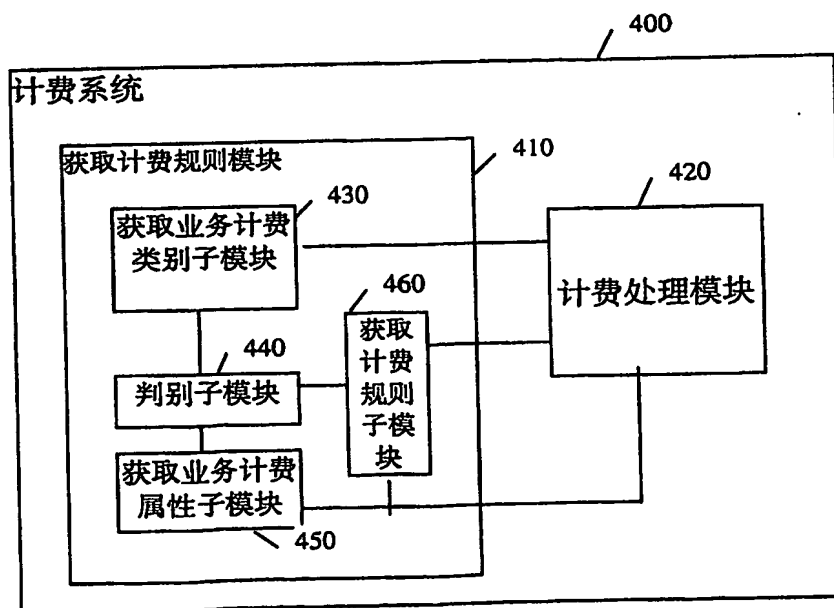 400
计费系统
获取计费规则模块
410
430
420
获取业务计费
类别子模块
460
计费处理模块
获取
计费
规则
子模
块
440
判别子模块
获取业务计费
属性子模块
450